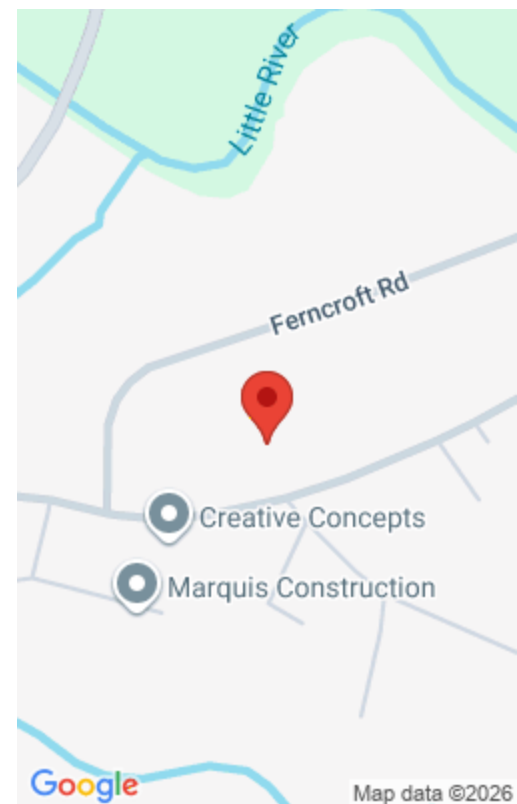 Little River
Ferncroft Rd
Creative Concepts
Marquis Construction
Google
Map data ©2026